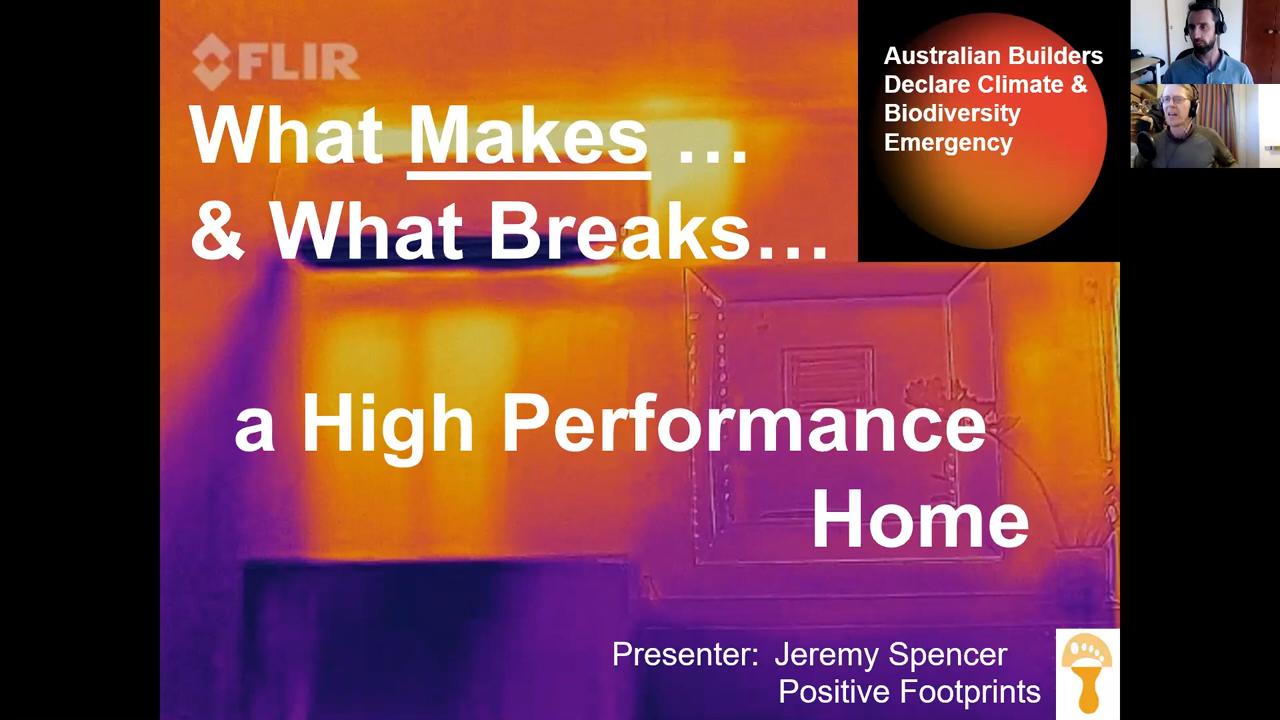 FLIR
What Makes …
& What Breaks…
a High Performance
Home
Australian Builders
Declare Climate &
Biodiversity
Emergency
Presenter: Jeremy Spencer
Positive Footprints